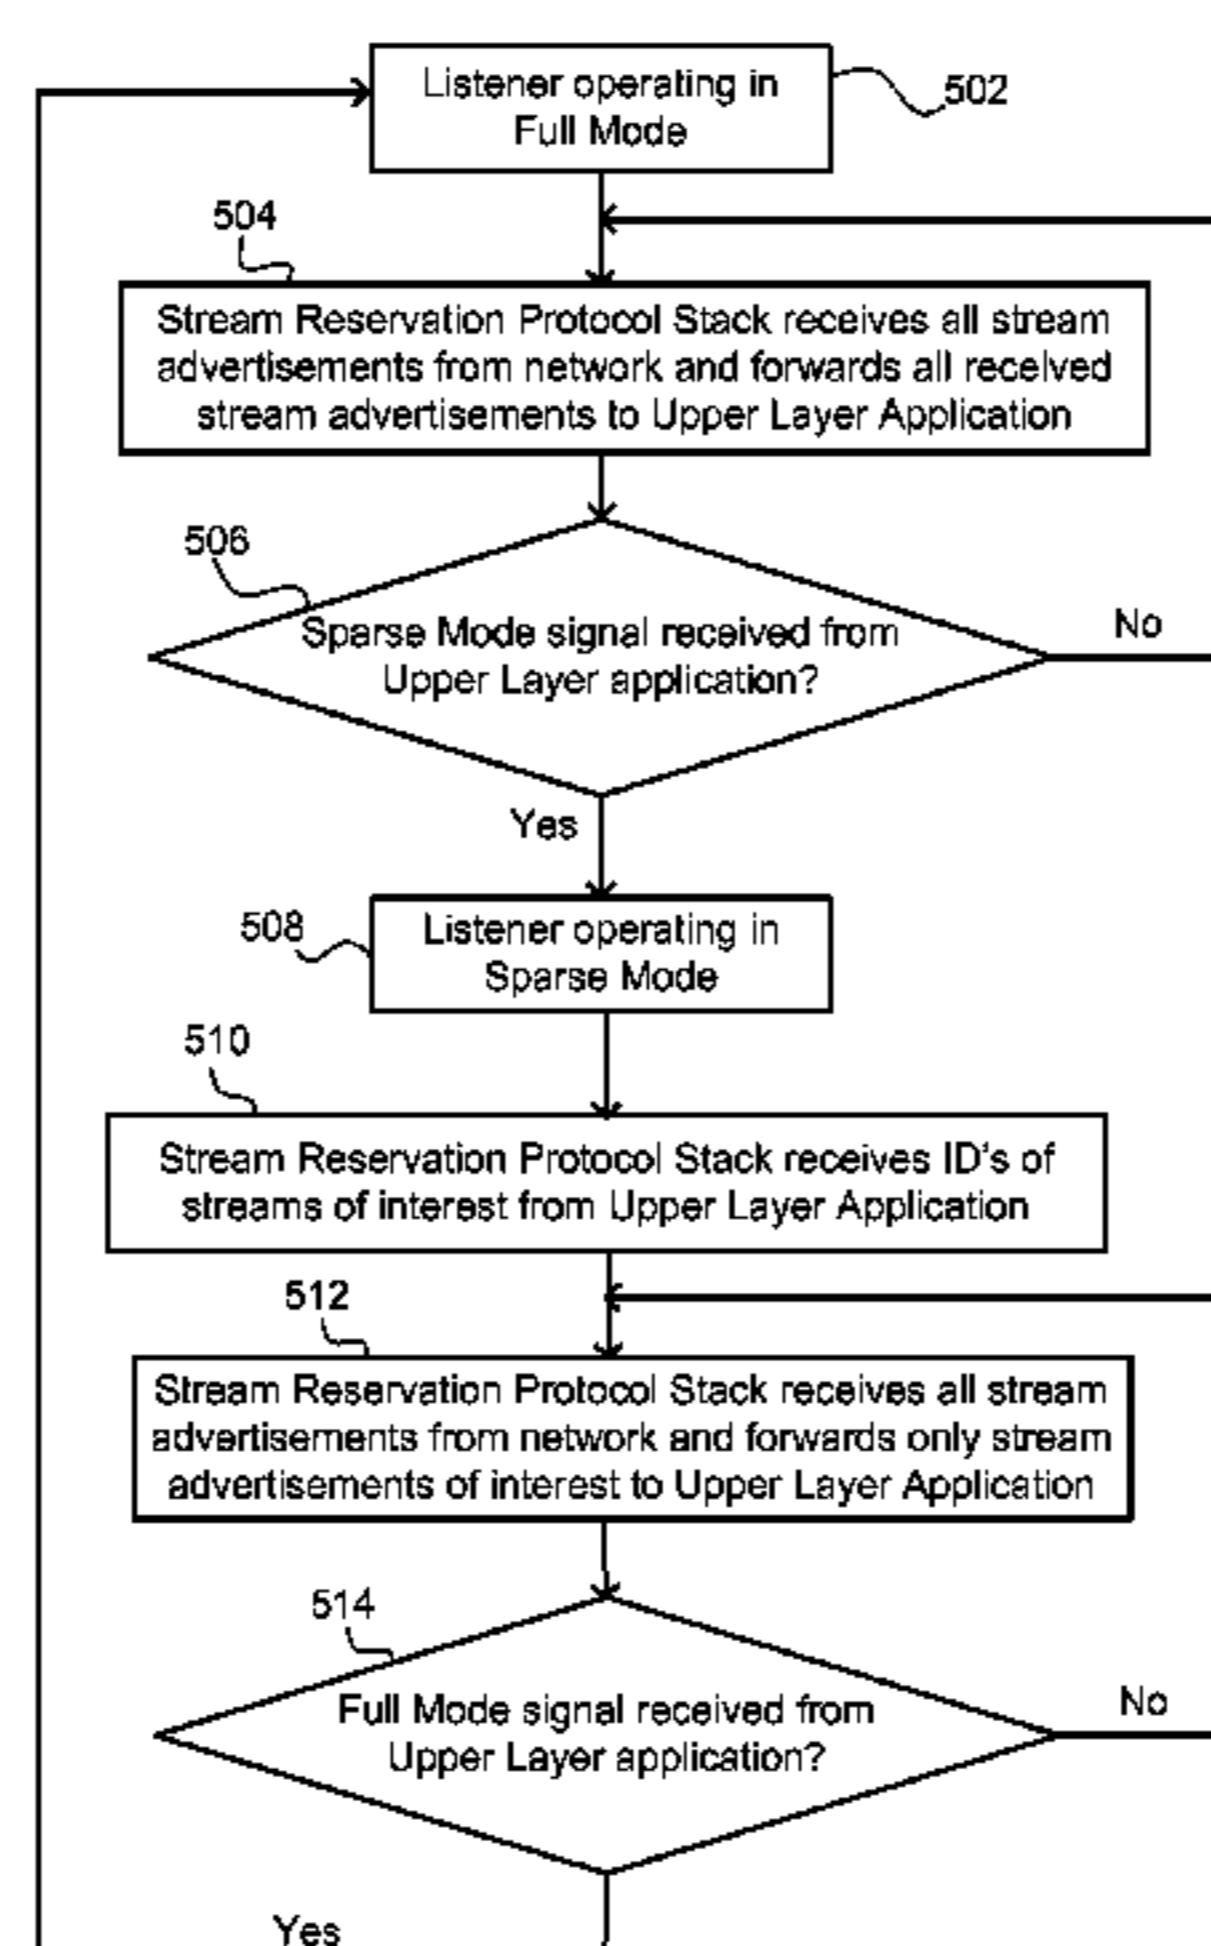 Listener operating in
Full Mode
502
504
Stream Reservation Protocol Stack receives all stream
advertisements from network and forwards all received
stream advertisements to Upper Layer Application
506
Sparse Mode signal received from
Upper Layer application?
No
Yes
508
Listener operating in
Sparse Mode
510
Stream Reservation Protocol Stack receives ID's of
streams of interest from Upper Layer Application
512
Stream Reservation Protocol Stack receives all stream
advertisements from network and forwards only stream
advertisements of interest to Upper Layer Application
514
Full Mode signal received from
Upper Layer application?
No
Yes